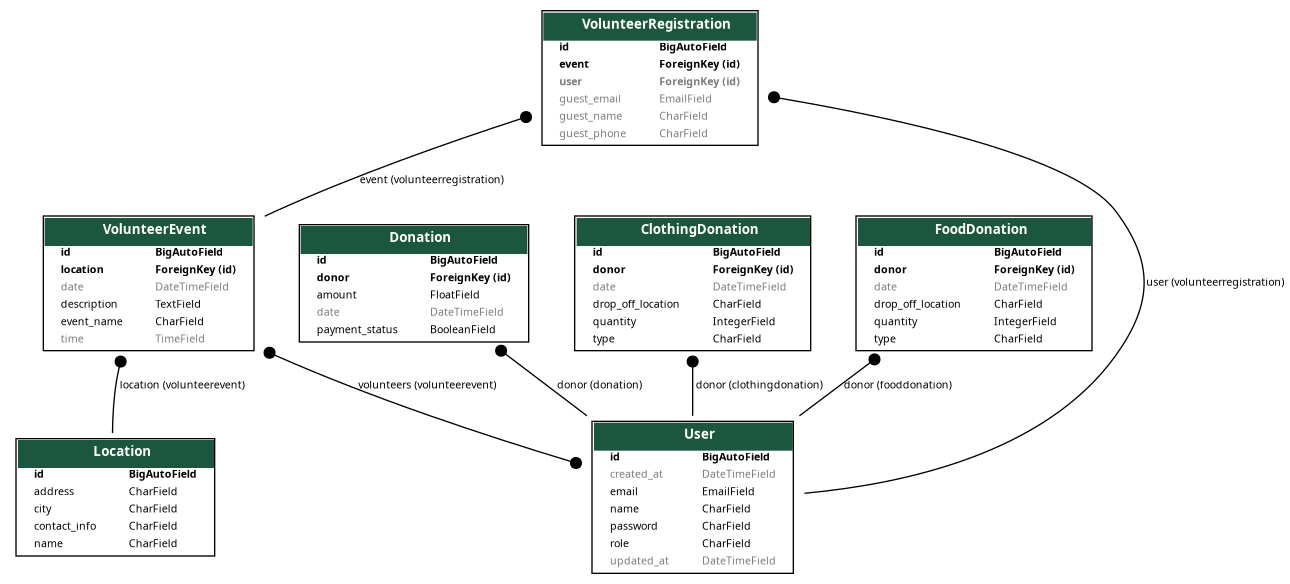 VolunteerRegistration
id BigAutoField
event ForeignKey (id)
user ForeignKey (id)
guest_email EmailField
guest_name CharField
guest_phone CharField
event (volunteerregistration)
user (volunteerregistration)
VolunteerEvent
id BigAutoField
location ForeignKey (id)
date DateTimeField
description TextField
event_name CharField
time TimeField
Donation
id BigAutoField
donor ForeignKey (id)
amount FloatField
date DateTimeField
payment_status BooleanField
ClothingDonation
id BigAutoField
donor ForeignKey (id)
date DateTimeField
drop_off_location CharField
quantity IntegerField
type CharField
FoodDonation
id BigAutoField
donor ForeignKey (id)
date DateTimeField
drop_off_location CharField
quantity IntegerField
type CharField
location (volunteerevent)
volunteers (volunteerevent)
donor (donation)
donor (clothingdonation)
donor (fooddonation)
Location
id BigAutoField
address CharField
city CharField
contact_info CharField
name CharField
User
id BigAutoField
created_at DateTimeField
email EmailField
name CharField
password CharField
role CharField
updated_at DateTimeField